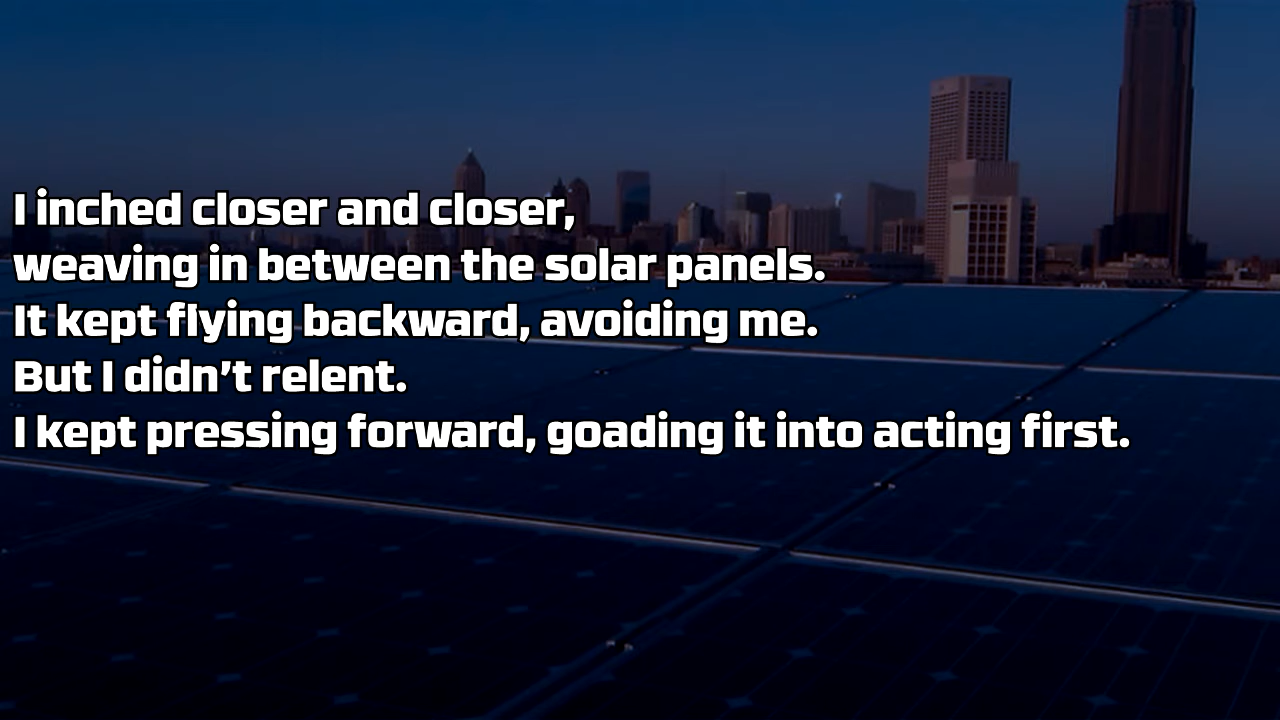 I inched closer and closer,
weaving in between the solar panels.
It kept flying backward, avoiding me.
But I didn’t relent.
I kept pressing forward, goading it into acting first.